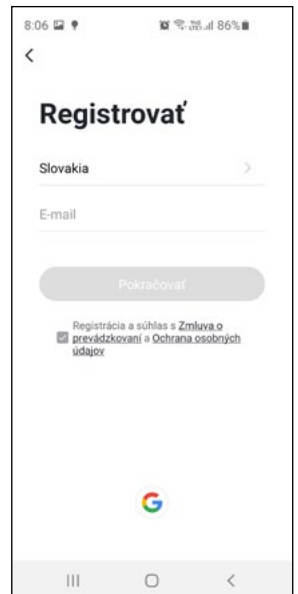 8:06 86%
Registrovať
Slovakia
E-mail
Pokračovať
Registrácia a súhlas s Zmluva o
prevádzkovaní a Ochrana osobných
údajov